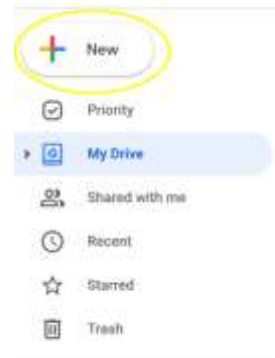 New
Priority
My Drive
Shared with me
Recent
Starred
Trash